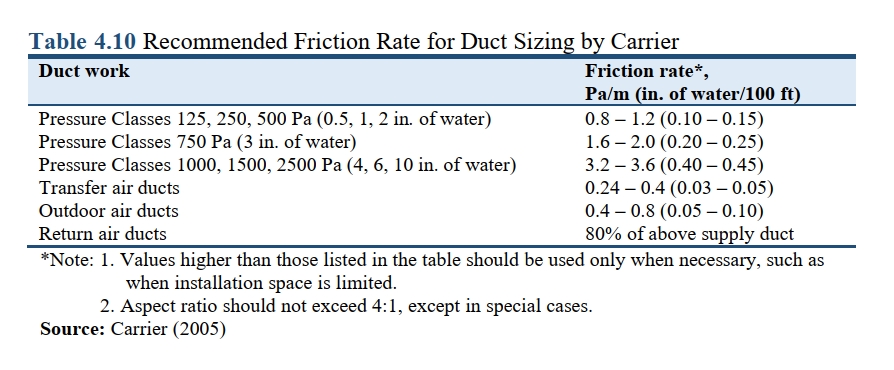 Table 4.10 Recommended Friction Rate for Duct Sizing by Carrier
Duct work Friction rate*,
Pa/m (in. of water/100 ft)
Pressure Classes 125, 250, 500 Pa (0.5, 1, 2 in. of water) 0.8 – 1.2 (0.10 – 0.15)
Pressure Classes 750 Pa (3 in. of water) 1.6 – 2.0 (0.20 – 0.25)
Pressure Classes 1000, 1500, 2500 Pa (4, 6, 10 in. of water) 3.2 – 3.6 (0.40 – 0.45)
Transfer air ducts 0.24 – 0.4 (0.03 – 0.05)
Outdoor air ducts 0.4 – 0.8 (0.05 – 0.10)
Return air ducts 80% of above supply duct
*Note: 1. Values higher than those listed in the table should be used only when necessary, such as
when installation space is limited.
2. Aspect ratio should not exceed 4:1, except in special cases.
Source: Carrier (2005)